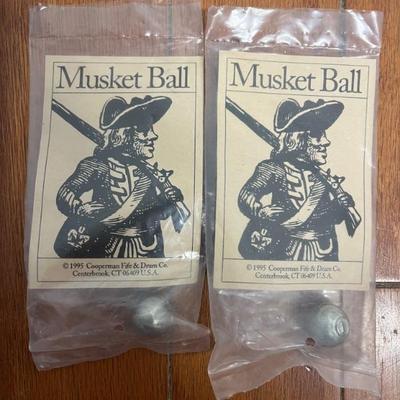 Musket Ball
© 1995 Cooperman Fife & Drum Co.
Centerbrook, CT 06409 U.S.A.
Musket Ball
© 1995 Cooperman Fife & Drum Co.
Centerbrook, CT 06409 U.S.A.